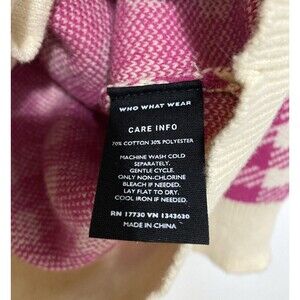 WHO WHAT WEAR
CARE INFO
70% COTTON 30% POLYESTER
MACHINE WASH COLD
SEPARATELY.
GENTLE CYCLE.
ONLY NON-CHLORINE
BLEACH IF NEEDED.
LAY FLAT TO DRY.
COOL IRON IF NEEDED.
RN 17730 VN 1343630
MADE IN CHINA